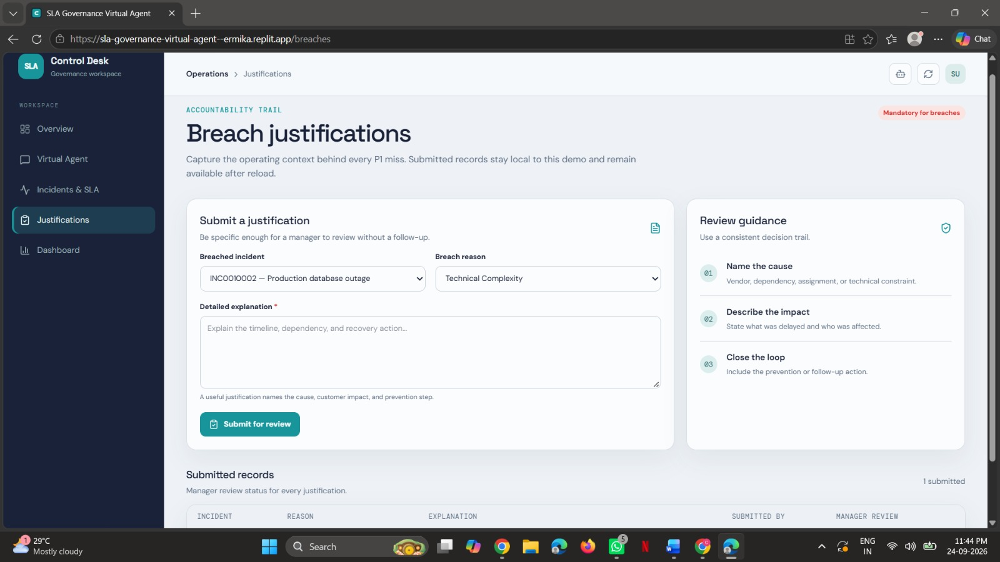 SLA Governance Virtual Agent
https://sla-governance-virtual-agent--ermika.replit.app/breaches
Chat
SLA
Control Desk
Governance workspace
WORKSPACE
Overview
Virtual Agent
Incidents & SLA
Justifications
Dashboard
Operations > Justifications
SU
ACCOUNTABILITY TRAIL
Mandatory for breaches
Breach justifications
Capture the operating context behind every P1 miss. Submitted records stay local to this demo and remain
available after reload.
Submit a justification
Be specific enough for a manager to review without a follow-up.
Breached incident
Breach reason
INC0010002 — Production database outage
Technical Complexity
Detailed explanation *
Explain the timeline, dependency, and recovery action...
A useful justification names the cause, customer impact, and prevention step.
Submit for review
Review guidance
Use a consistent decision trail.
01
Name the cause
Vendor, dependency, assignment, or technical constraint.
02
Describe the impact
State what was delayed and who was affected.
03
Close the loop
Include the prevention or follow-up action.
Submitted records
Manager review status for every justification.
1 submitted
INCIDENT REASON EXPLANATION SUBMITTED BY MANAGER REVIEW
1
29°C
Mostly cloudy
Search
5
ENG
IN
11:44 PM
24-09-2026